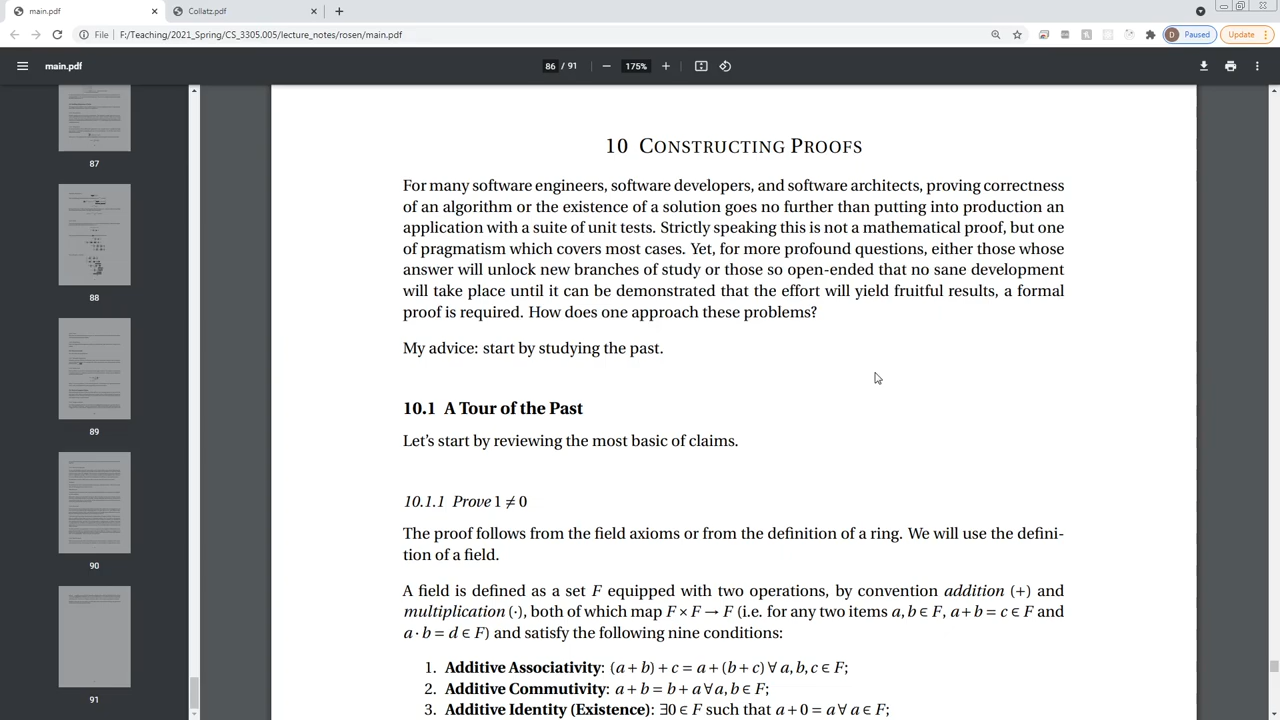 main.pdf
Collatz.pdf
File | F:/Teaching/2021_Spring/CS_3305.005/lecture_notes/rosen/main.pdf
D Paused
Update
main.pdf
86 / 91
175%
87
88
89
90
91
10 CONSTRUCTING PROOFS
For many software engineers, software developers, and software architects, proving correctness
of an algorithm or the existence of a solution goes no further than putting into production an
application with a suite of unit tests. Strictly speaking this is not a mathematical proof, but one
of pragmatism which covers most cases. Yet, for more profound questions, either those whose
answer will unlock new branches of study or those so open-ended that no sane development
will take place until it can be demonstrated that the effort will yield fruitful results, a formal
proof is required. How does one approach these problems?
My advice: start by studying the past.
10.1 A Tour of the Past
Let's start by reviewing the most basic of claims.
10.1.1 Prove 1 ≠ 0
The proof follows from the field axioms or from the definition of a ring. We will use the defini-
tion of a field.
A field is defined as a set F equipped with two operations, by convention addition (+) and
multiplication (·), both of which map F × F → F (i.e. for any two items a, b ∈ F, a + b = c ∈ F and
a · b = d ∈ F) and satisfy the following nine conditions:
1. Additive Associativity: (a + b) + c = a + (b + c) ∀ a, b, c ∈ F;
2. Additive Commutivity: a + b = b + a ∀ a, b ∈ F;
3. Additive Identity (Existence): ∃0 ∈ F such that a + 0 = a ∀ a ∈ F;